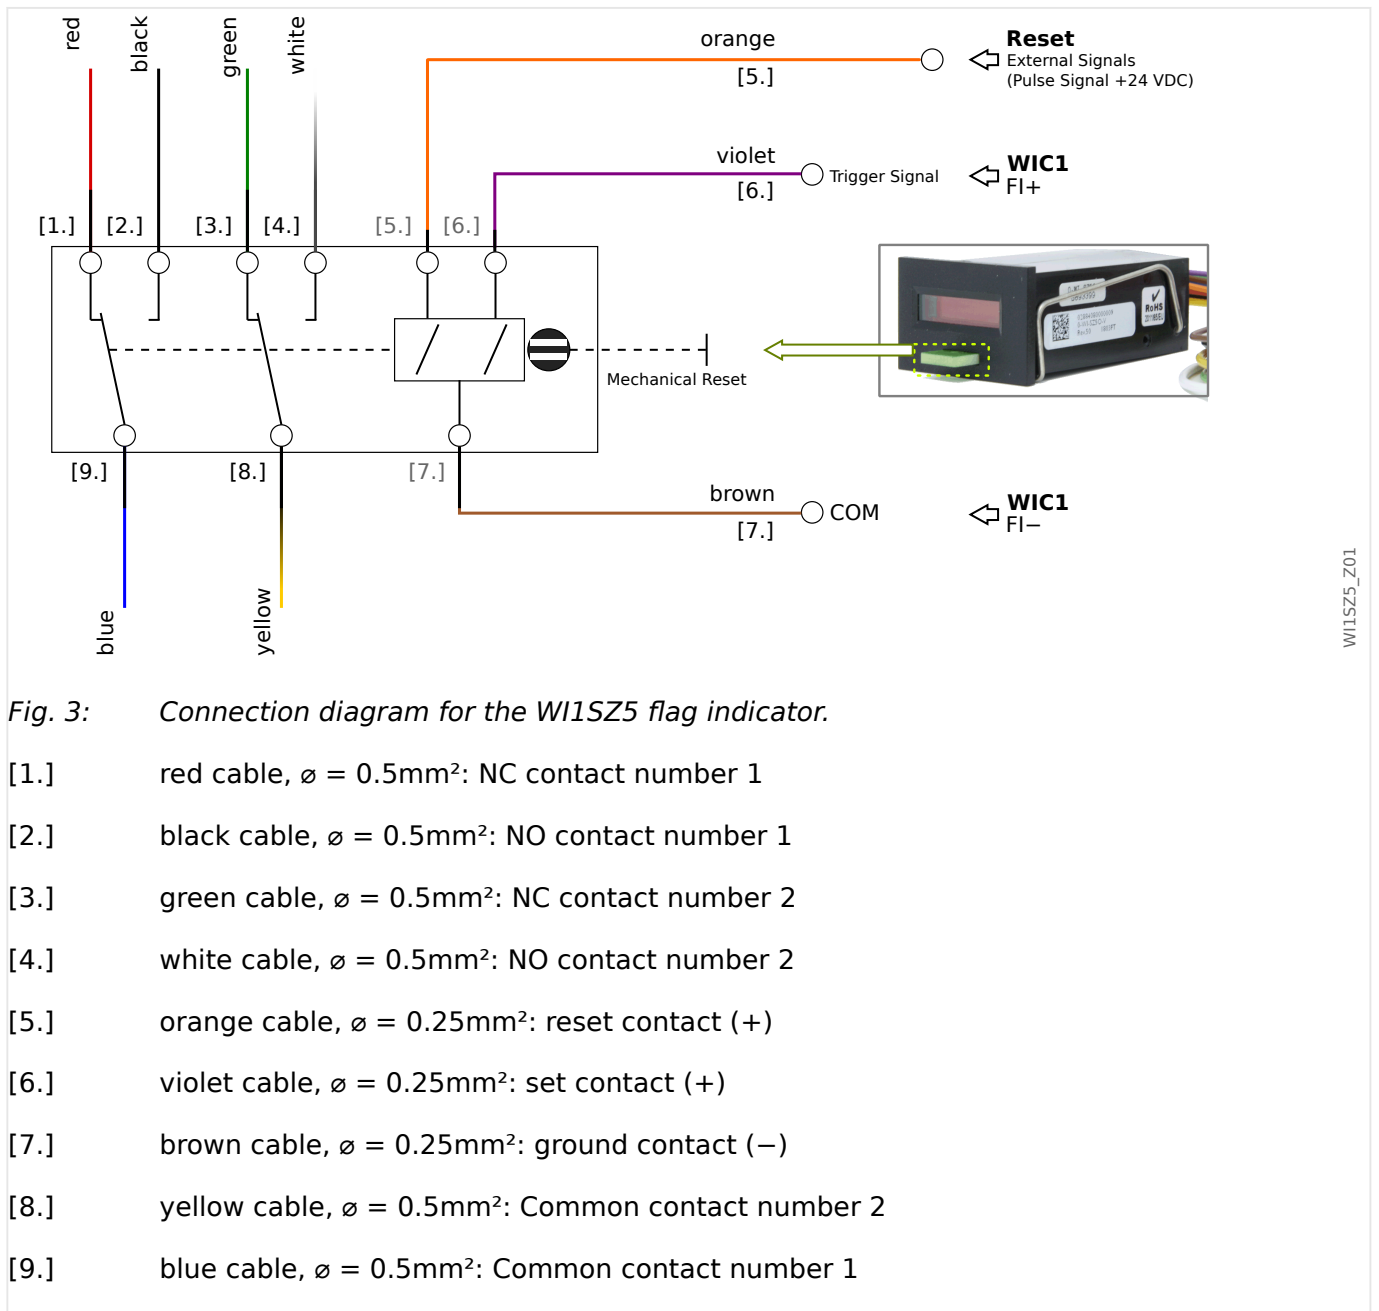 red
black
green
white
orange
[5.]
Reset
External Signals
(Pulse Signal +24 VDC)
violet
[6.]
Trigger Signal
WIC1
FI+
[1.] [2.] [3.] [4.] [5.] [6.]
RoHS
Mechanical Reset
[9.] [8.] [7.]
brown
[7.]
COM
WIC1
FI−
blue
yellow
WI1SZ5_Z01
Fig. 3: Connection diagram for the WI1SZ5 flag indicator.
[1.] red cable, ⌀ = 0.5mm²: NC contact number 1
[2.] black cable, ⌀ = 0.5mm²: NO contact number 1
[3.] green cable, ⌀ = 0.5mm²: NC contact number 2
[4.] white cable, ⌀ = 0.5mm²: NO contact number 2
[5.] orange cable, ⌀ = 0.25mm²: reset contact (+)
[6.] violet cable, ⌀ = 0.25mm²: set contact (+)
[7.] brown cable, ⌀ = 0.25mm²: ground contact (−)
[8.] yellow cable, ⌀ = 0.5mm²: Common contact number 2
[9.] blue cable, ⌀ = 0.5mm²: Common contact number 1